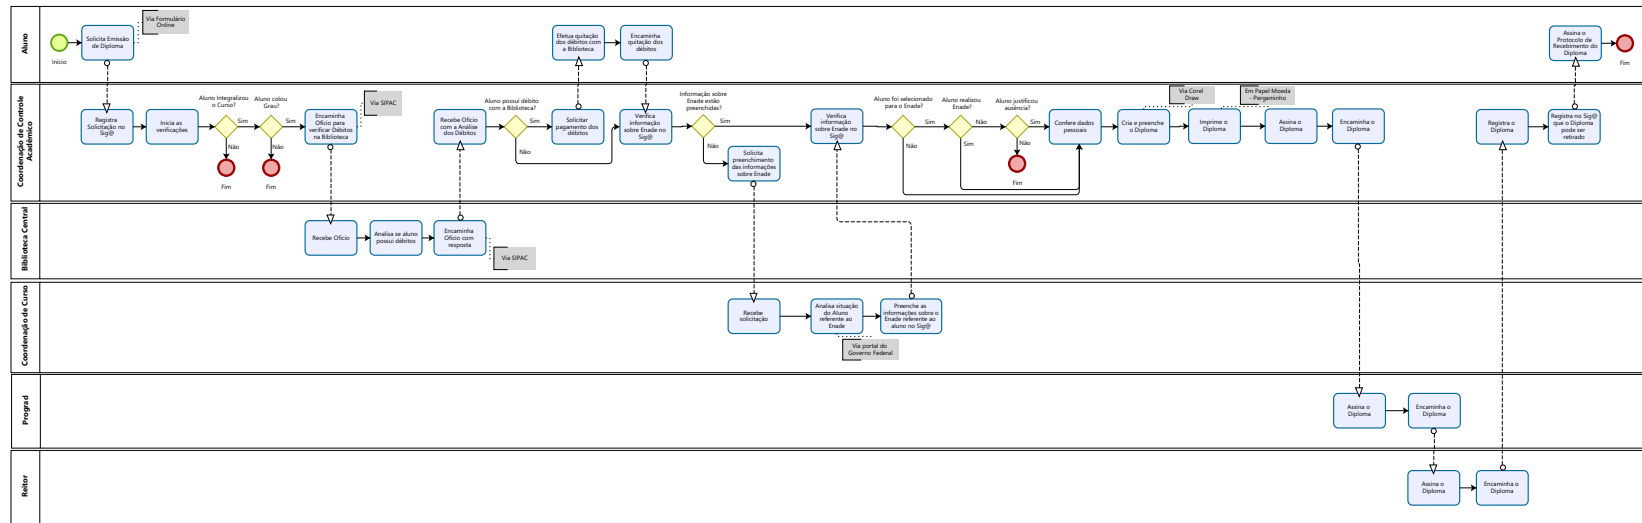 Aluno
Início
Solicita Emissão
de Diploma
Via Formulário
Online
Efetua quitação
dos débitos com
a Biblioteca
Encaminha
quitação dos
débitos
Assina o
Protocolo de
Recebimento do
Diploma
Fim
Coordenação de Controle
Acadêmico
Registra
Solicitação no
Sig@
Inicia as
verificações
Aluno Integralizou
o Curso?
Sim
Não
Fim
Aluno colou
Grau?
Sim
Não
Fim
Encaminha
Ofício para
verificar Débitos
na Biblioteca
Via SIPAC
Recebe Ofício
com a Análise
dos Débitos
Aluno possui débito
com a Biblioteca?
Sim
Não
Solicitar
pagamento dos
débitos
Verifica
informação
sobre Enade no
Sig@
Informação sobre
Enade estão
preenchdas?
Sim
Não
Solicita
preenchimento
das informações
sobre Enade
Verifica
informação
sobre Enade no
Sig@
Aluno foi selecionado
para o Enade?
Sim
Não
Aluno realizou
Enade?
Não
Sim
Aluno justificou
ausência?
Sim
Não
Fim
Confere dados
pessoais
Cria e preenche
o Diploma
Via Corel
Draw
Imprime o
Diploma
Em Papel Moeda
- Pergaminho
Assina o
Diploma
Encaminha o
Diploma
Registra o
Diploma
Registra no Sig@
que o Diploma
pode ser
retirado
Biblioteca Central
Recebe Ofício
Analisa se aluno
possui débitos
Encaminha
Ofício com
resposta
Via SIPAC
Coordenação de Curso
Recebe
solicitação
Analisa situação
do Aluno
referente ao
Enade
Via portal do
Governo Federal
Preenche as
informações sobre o
Enade referente ao
aluno no Sig@
Prograd
Assina o
Diploma
Encaminha o
Diploma
Reitor
Assina o
Diploma
Encaminha o
Diploma